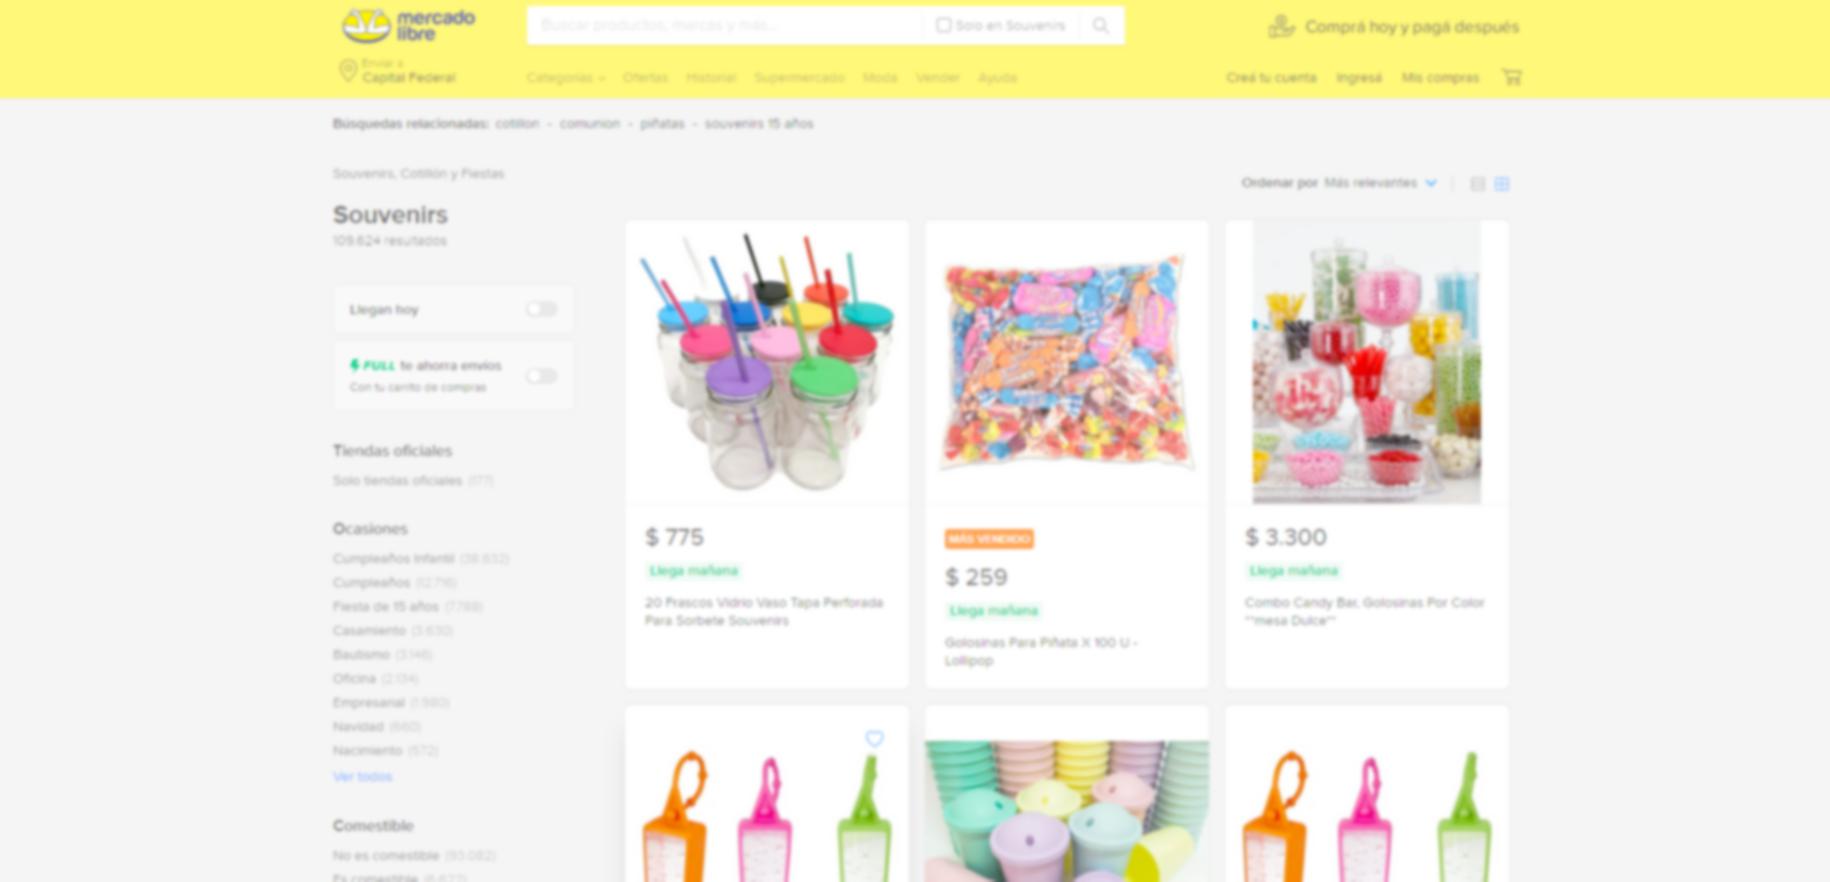 mercado
libre
Buscar productos, marcas y más...
Solo en Souvenirs
Comprá hoy y pagá después
Enviar a
Capital Federal
Categorías Ofertas Historial Supermercado Moda Vender Ayuda
Creá tu cuenta Ingresá Mis compras
Búsquedas relacionadas: cotillon - comunion - piñatas - souvenirs 15 años
Souvenirs, Cotillón y Fiestas
Ordenar por Más relevantes
Souvenirs
109.624 resultados
Llegan hoy
FULL te ahorra envíos
Con tu carrito de compras
Tiendas oficiales
Solo tiendas oficiales (177)
Ocasiones
Cumpleaños Infantil (38.632)
Cumpleaños (12.716)
Fiesta de 15 años (7.788)
Casamiento (3.630)
Bautismo (3.146)
Oficina (2.134)
Empresarial (1.980)
Navidad (660)
Nacimiento (572)
Ver todos
Comestible
No es comestible (93.082)
Es comestible (6.622)
$ 775
Llega mañana
20 Frascos Vidrio Vaso Tapa Perforada
Para Sorbete Souvenirs
MÁS VENDIDO
$ 259
Llega mañana
Golosinas Para Piñata X 100 U -
Lollipop
$ 3.300
Llega mañana
Combo Candy Bar, Golosinas Por Color
**mesa Dulce**